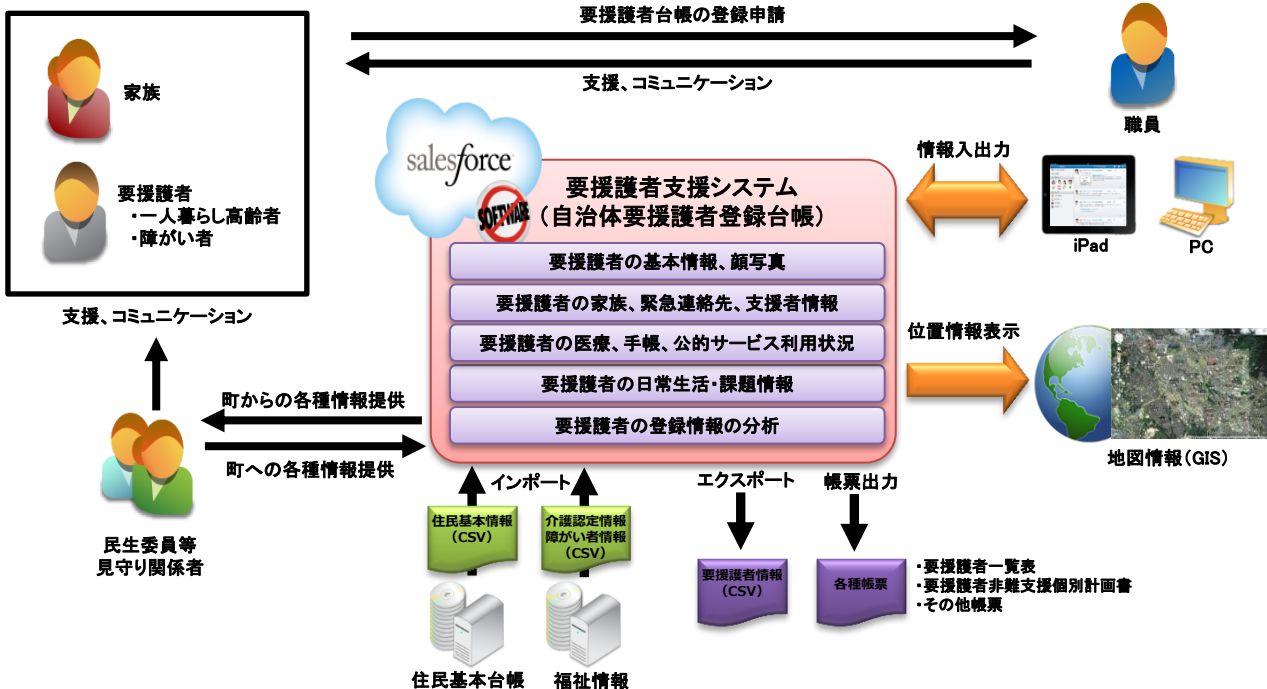 要援護者台帳の登録申請
支援、コミュニケーション
家族
要援護者
・一人暮らし高齢者
・障がい者
職員
salesforce
SOFTWARE
要援護者支援システム
（自治体要援護者登録台帳）
情報入出力
iPad
PC
要援護者の基本情報、顔写真
要援護者の家族、緊急連絡先、支援者情報
要援護者の医療、手帳、公的サービス利用状況
要援護者の日常生活・課題情報
要援護者の登録情報の分析
支援、コミュニケーション
位置情報表示
地図情報（GIS）
町からの各種情報提供
町への各種情報提供
民生委員等
見守り関係者
インポート
エクスポート
帳票出力
住民基本情報
（CSV）
介護認定情報
障がい者情報
（CSV）
要援護者情報
（CSV）
各種帳票
・要援護者一覧表
・要援護者非難支援個別計画書
・その他帳票
住民基本台帳
福祉情報